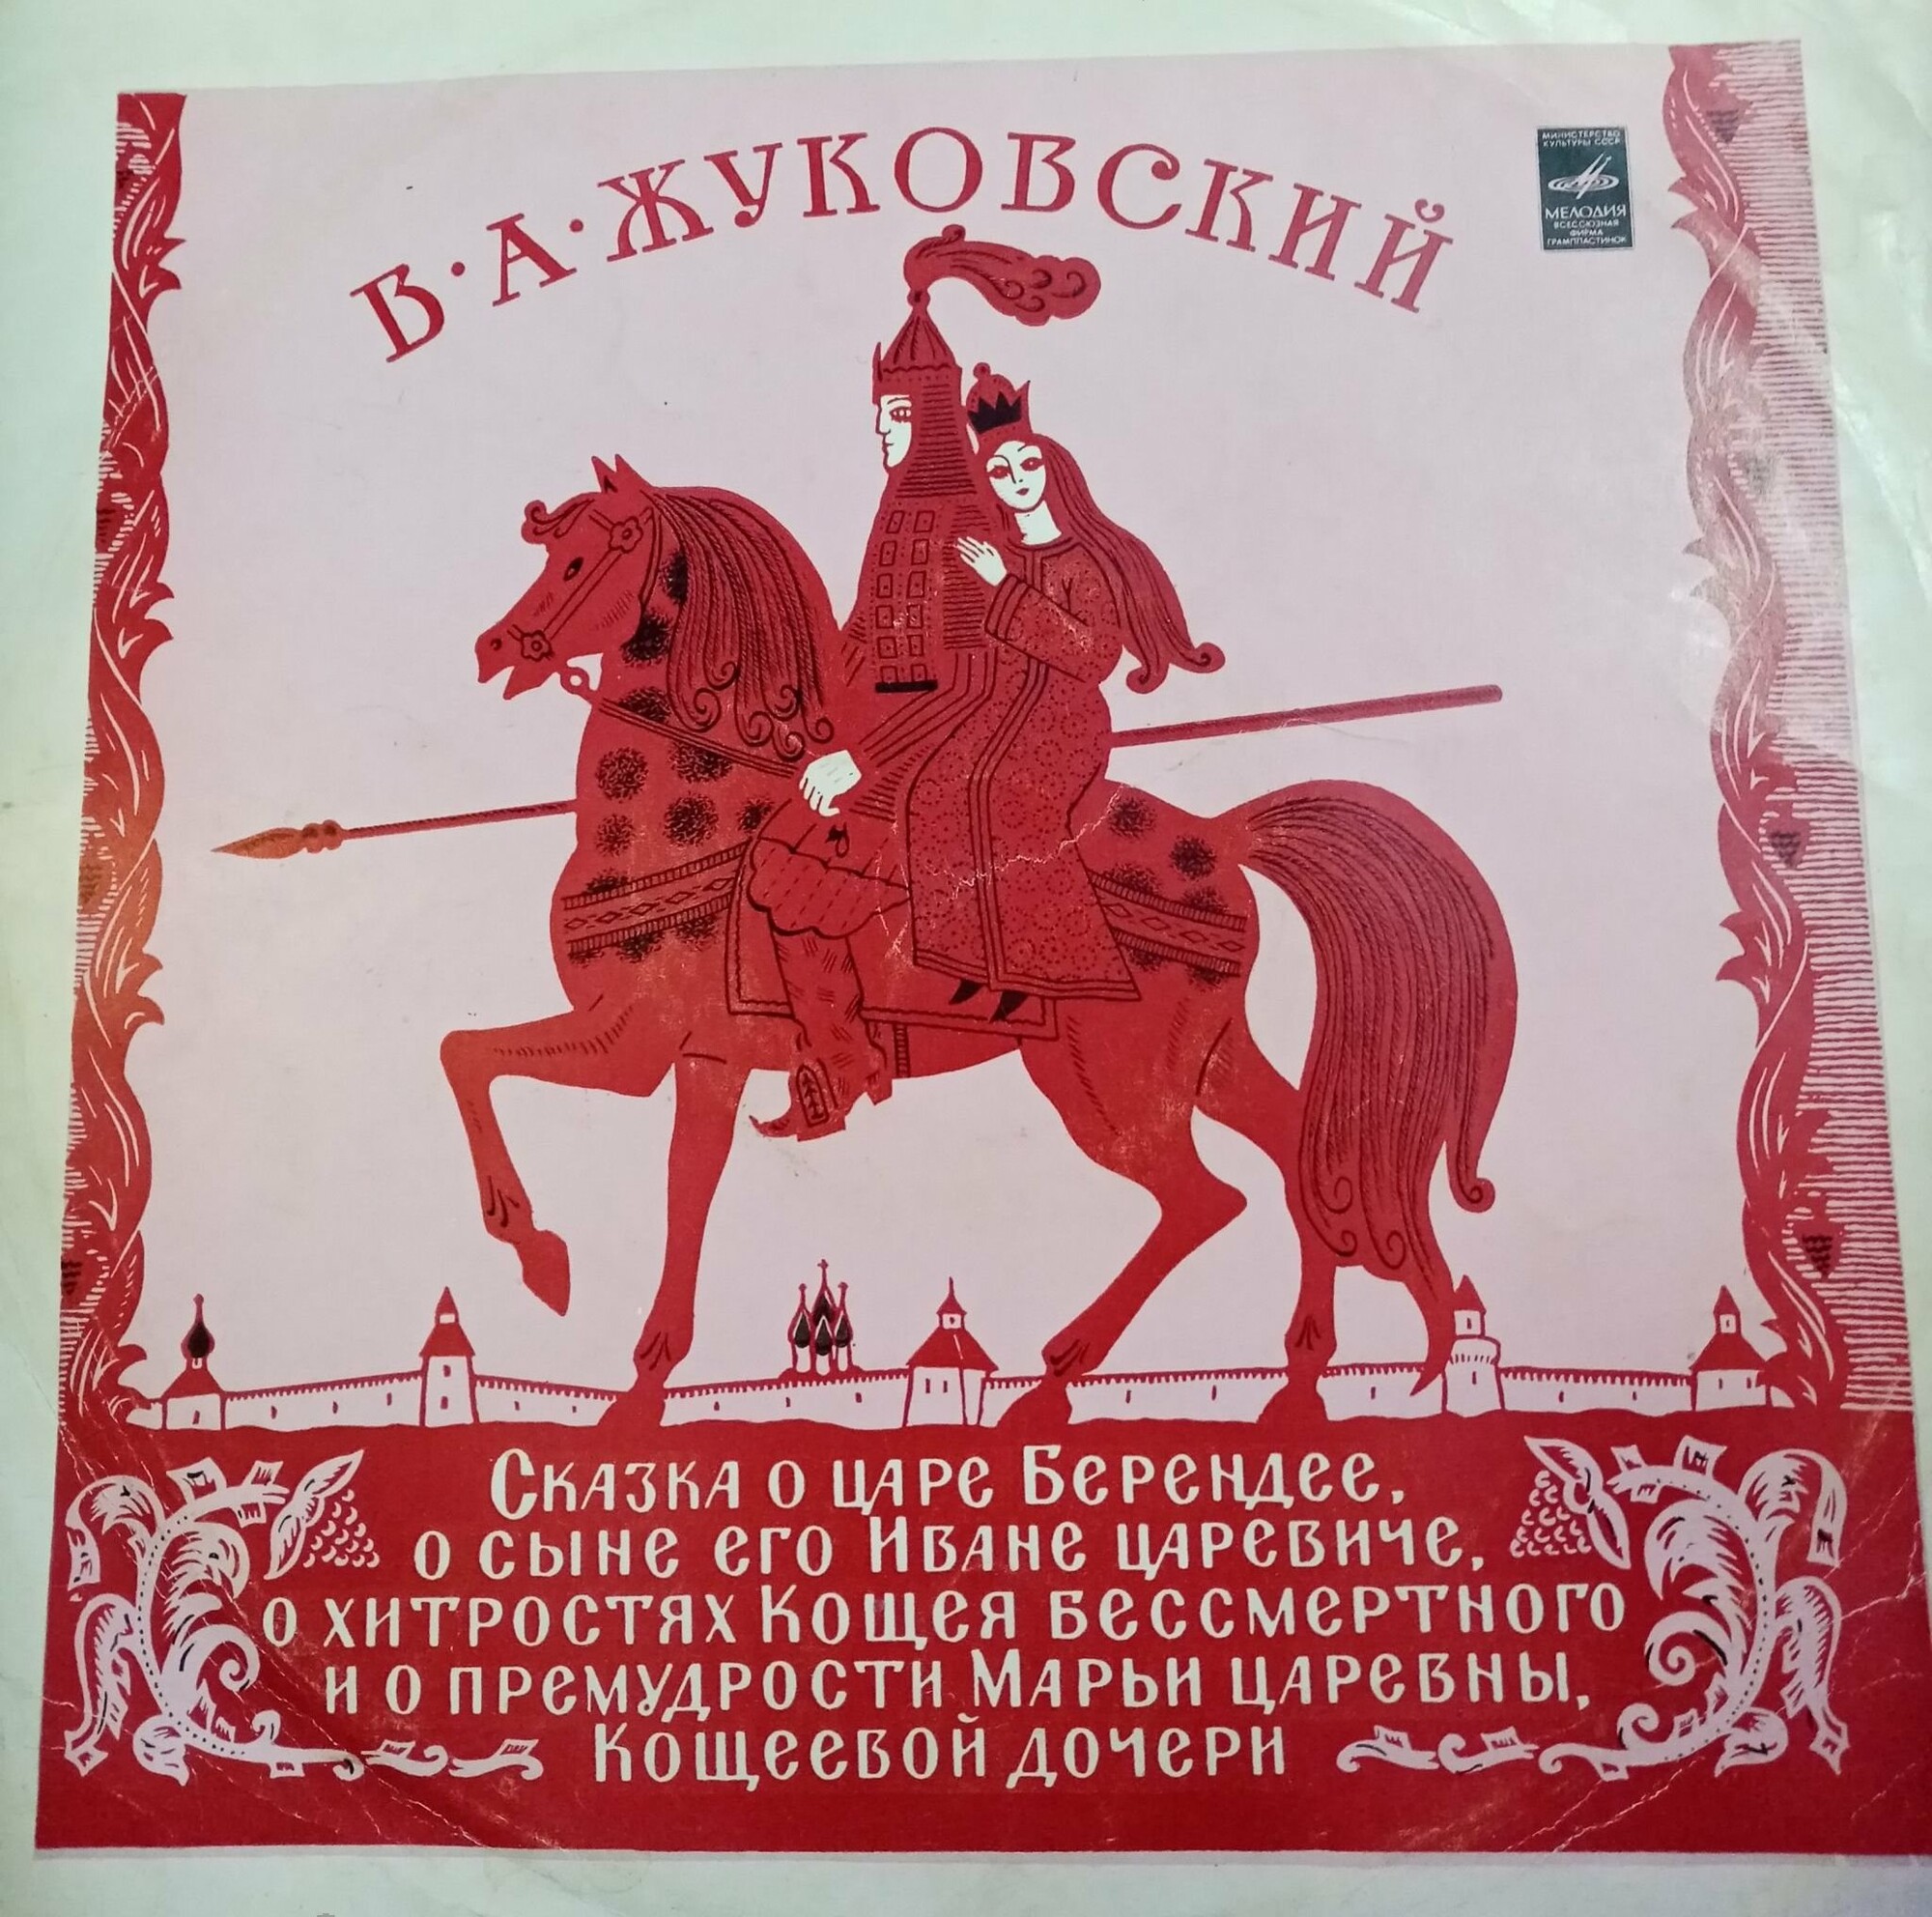 В·А·ЖУКОВСКИЙ
МИНИСТЕРСТВО
КУЛЬТУРЫ СССР
МЕЛОДИЯ
ВСЕСОЮЗНАЯ
ФИРМА
ГРАМПЛАСТИНОК
Сказка о царе Берендее,
о сыне его Иване царевиче,
о хитростях Кощея Бессмертного
и о премудрости Марьи царевны,
Кощеевой дочери